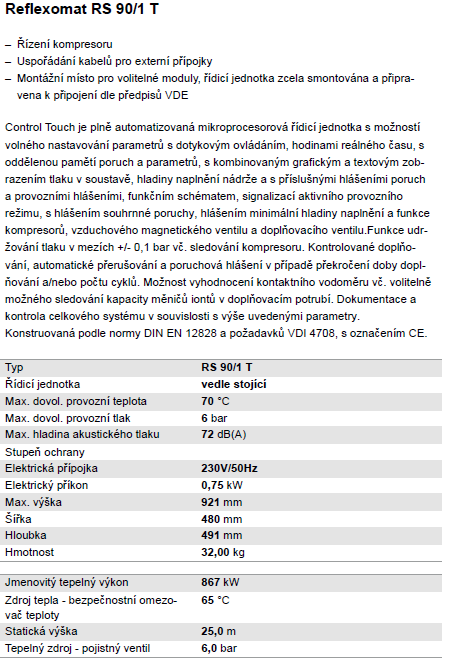 Reflexomat RS 90/1 T
– Řízení kompresoru
– Uspořádání kabelů pro externí přípojky
– Montážní místo pro volitelné moduly, řídicí jednotka zcela smontována a připra-
vena k připojení dle předpisů VDE
Control Touch je plně automatizovaná mikroprocesorová řídicí jednotka s možností
volného nastavování parametrů s dotykovým ovládáním, hodinami reálného času, s
oddělenou pamětí poruch a parametrů, s kombinovaným grafickým a textovým zob-
razením tlaku v soustavě, hladiny naplnění nádrže a s příslušnými hlášeními poruch
a provozními hlášeními, funkčním schématem, signalizací aktivního provozního
režimu, s hlášením souhrnné poruchy, hlášením minimální hladiny naplnění a funkce
kompresorů, vzduchového magnetického ventilu a doplňovacího ventilu.Funkce udr-
žování tlaku v mezích +/- 0,1 bar vč. sledování kompresoru. Kontrolované doplňo-
vání, automatické přerušování a poruchová hlášení v případě překročení doby dopl-
ňování a/nebo počtu cyklů. Možnost vyhodnocení kontaktního vodoměru vč. volitelně
možného sledování kapacity měničů iontů v doplňovacím potrubí. Dokumentace a
kontrola celkového systému v souvislosti s výše uvedenými parametry.
Konstruovaná podle normy DIN EN 12828 a požadavků VDI 4708, s označením CE.
Typ RS 90/1 T
Řídicí jednotka vedle stojící
Max. dovol. provozní teplota 70 °C
Max. dovol. provozní tlak 6 bar
Max. hladina akustického tlaku 72 dB(A)
Stupeň ochrany
Elektrická přípojka 230V/50Hz
Elektrický příkon 0,75 kW
Max. výška 921 mm
Šířka 480 mm
Hloubka 491 mm
Hmotnost 32,00 kg
Jmenovitý tepelný výkon 867 kW
Zdroj tepla - bezpečnostní omezo- 65 °C
vač teploty
Statická výška 25,0 m
Tepelný zdroj - pojistný ventil 6,0 bar